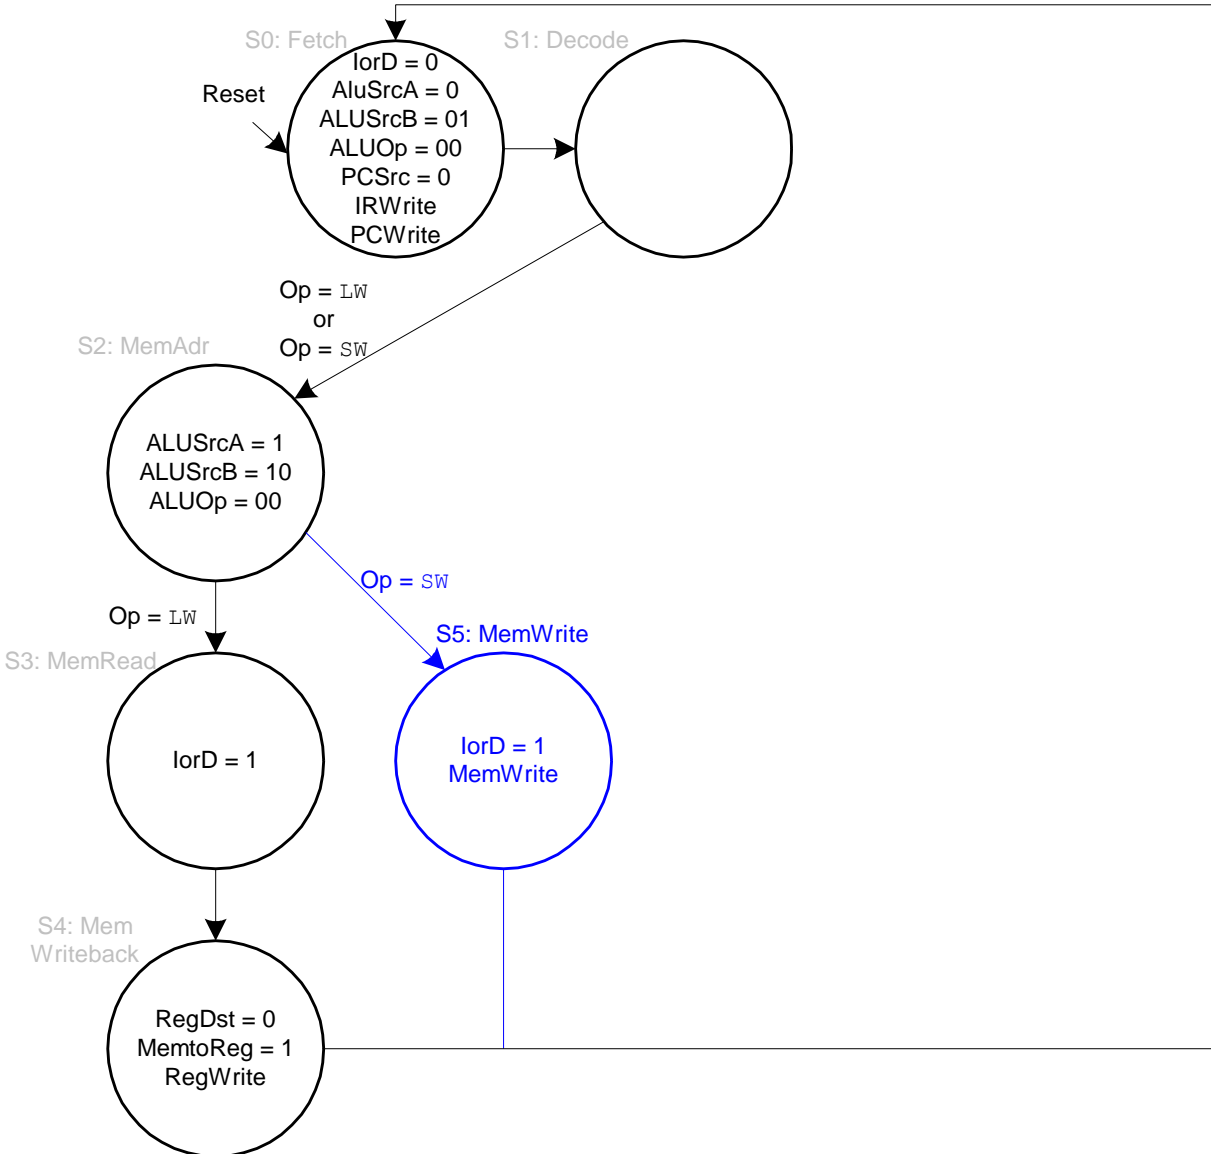 S0: Fetch
S1: Decode
IorD = 0
AluSrcA = 0
ALUSrcB = 01
ALUOp = 00
PCSrc = 0
IRWrite
PCWrite
Reset
Op = LW
or
Op = SW
S2: MemAdr
ALUSrcA = 1
ALUSrcB = 10
ALUOp = 00
Op = SW
Op = LW
S5: MemWrite
S3: MemRead
IorD = 1
IorD = 1
MemWrite
S4: Mem
Writeback
RegDst = 0
MemtoReg = 1
RegWrite